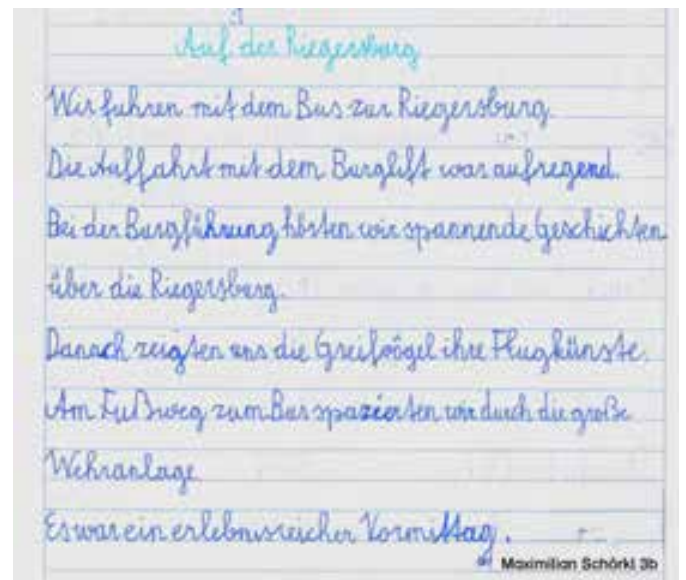 Auf der Riegersburg
Wir fuhren mit dem Bus zur Riegersburg.
Die Auffahrt mit dem Burglift war aufregend.
Bei der Burgführung hörten wir spannende Geschichten
über die Riegersburg.
Danach zeigten uns die Greifvögel ihre Flugkünste.
Am Fußweg zum Bus spazierten wir durch die große
Wehranlage
Es war ein erlebnisreicher Vormittag.
Maximilian Schörkl 3b